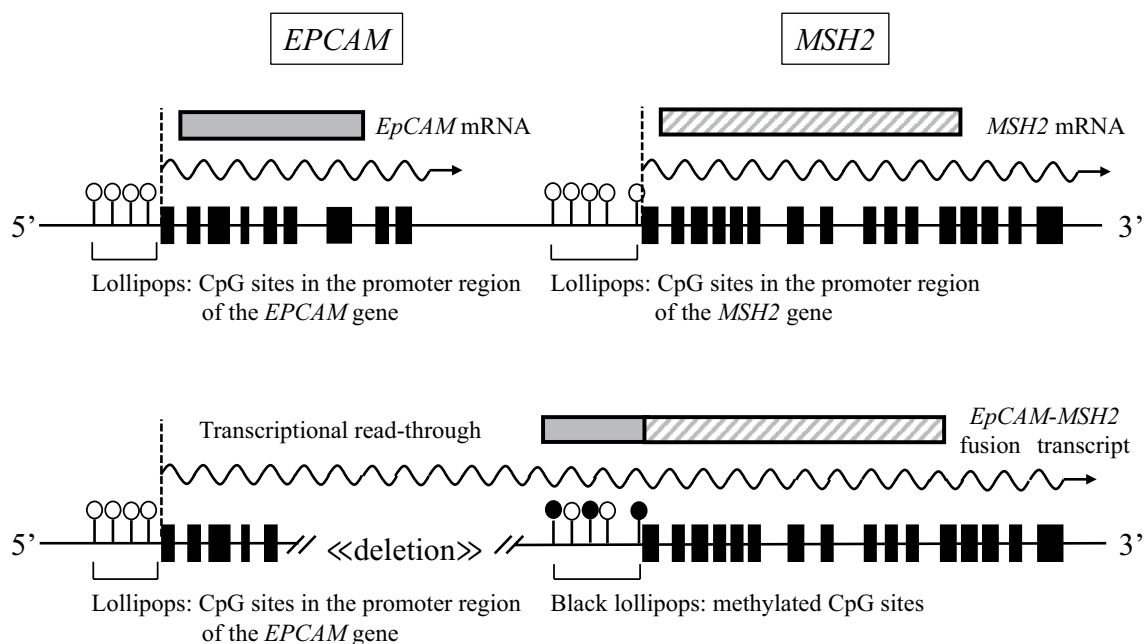 EPCAM
MSH2
EpCAM mRNA
MSH2 mRNA
5’
3’
Lollipops: CpG sites in the promoter region
of the EPCAM gene
Lollipops: CpG sites in the promoter region
of the MSH2 gene
Transcriptional read-through
EpCAM-MSH2
fusion transcript
5’
≪deletion≫
3’
Lollipops: CpG sites in the promoter region
of the EPCAM gene
Black lollipops: methylated CpG sites